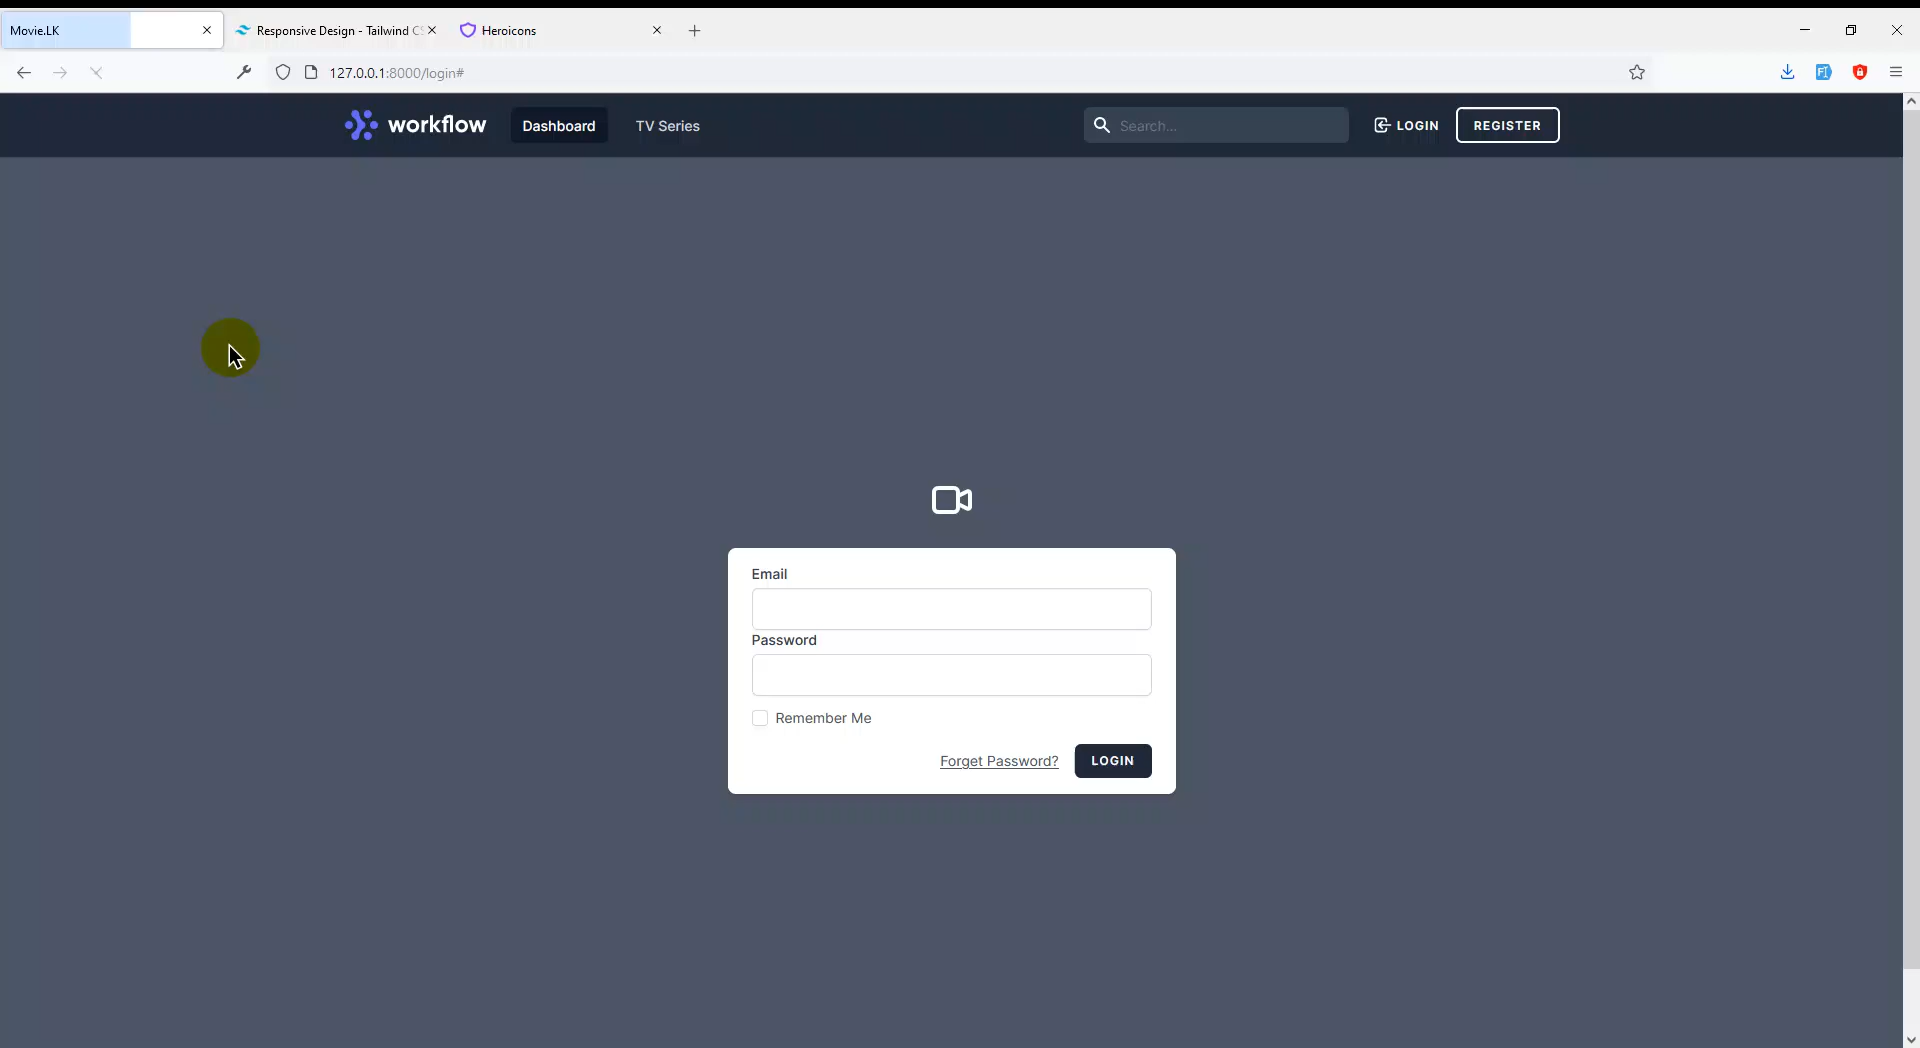 Movie.LK
Responsive Design - Tailwind CS
Heroicons
127.0.0.1:8000/login#
workflow
Dashboard
TV Series
Search...
LOGIN
REGISTER
Email
Password
Remember Me
Forget Password?
LOGIN